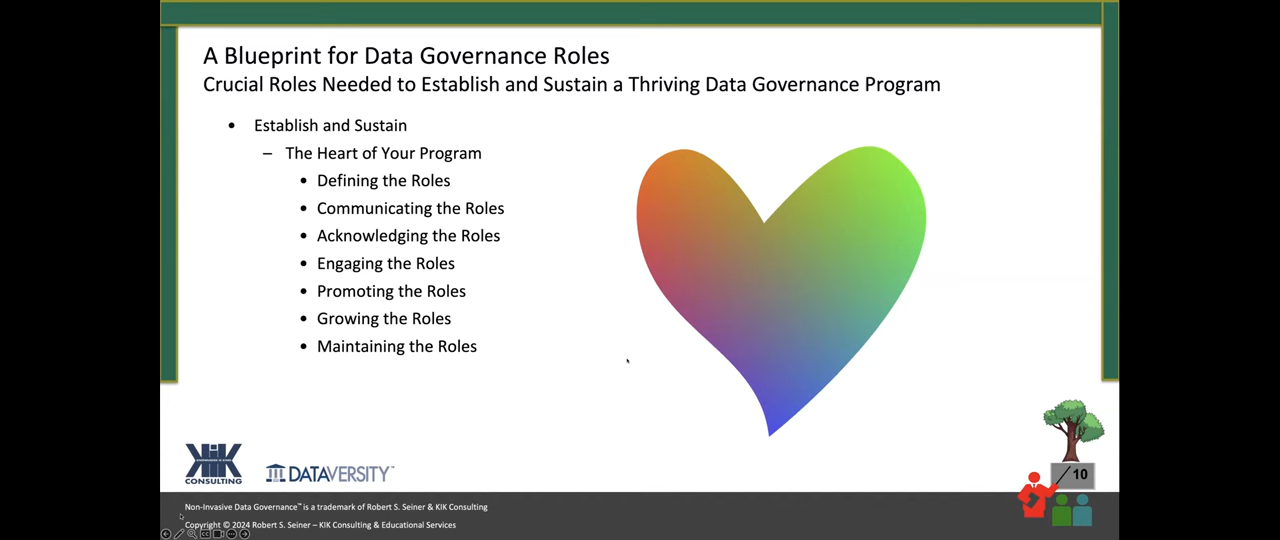 A Blueprint for Data Governance Roles
Crucial Roles Needed to Establish and Sustain a Thriving Data Governance Program
• Establish and Sustain
– The Heart of Your Program
• Defining the Roles
• Communicating the Roles
• Acknowledging the Roles
• Engaging the Roles
• Promoting the Roles
• Growing the Roles
• Maintaining the Roles
KIK
CONSULTING
DATAVERSITY™
10
Non-Invasive Data Governance™ is a trademark of Robert S. Seiner & KIK Consulting
Copyright © 2024 Robert S. Seiner – KIK Consulting & Educational Services